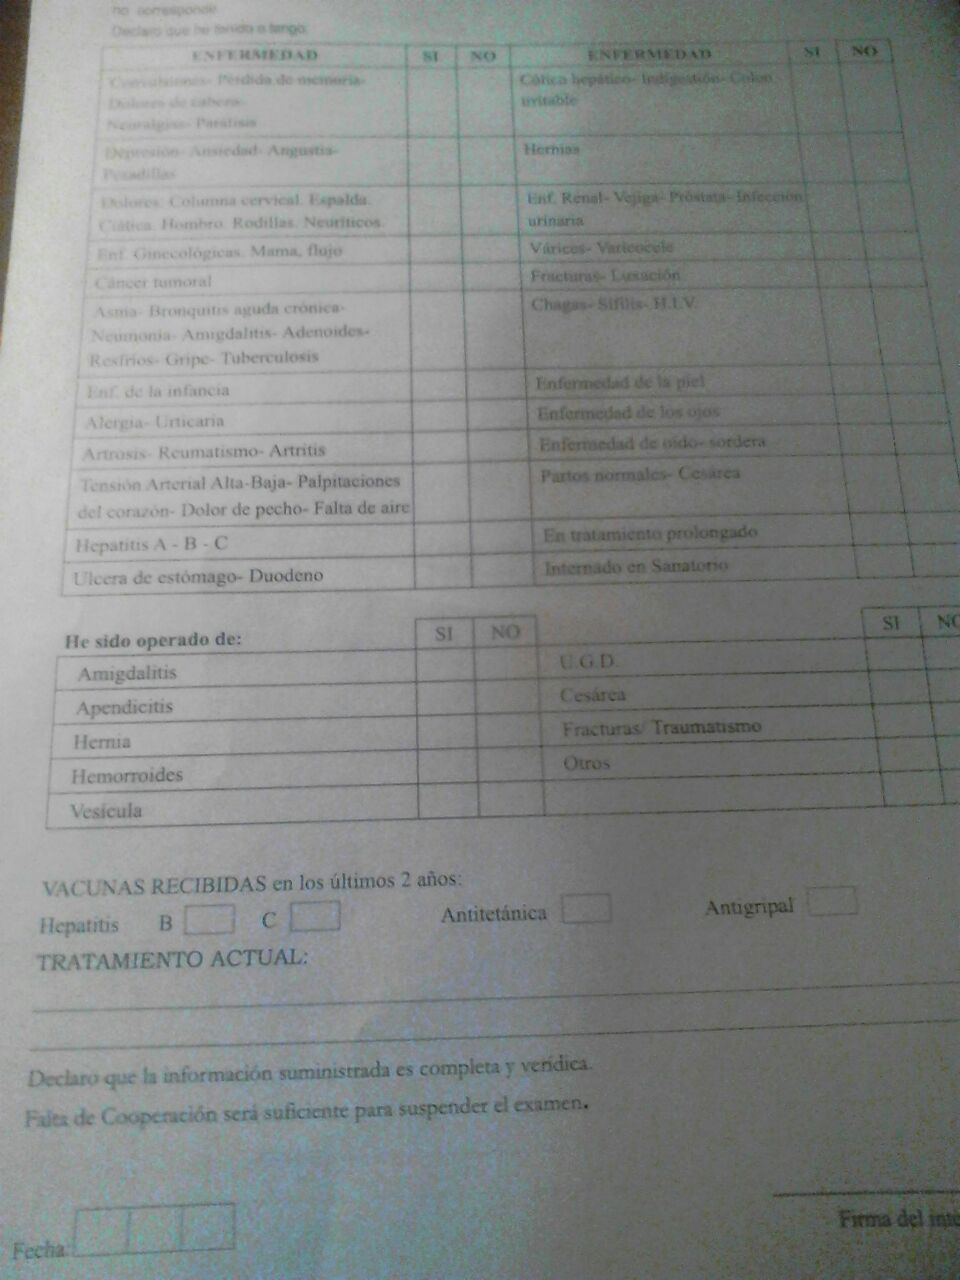 no corresponde
Declaro que he tenido o tengo:
ENFERMEDAD SI NO ENFERMEDAD SI NO
Convulsiones- Pérdida de memoria-
Dolores de cabeza-
Neuralgias- Parálisis
Cólico hepático- Indigestión- Colon
irritable
Depresión- Ansiedad- Angustia-
Pesadillas
Hernias
Dolores: Columna cervical. Espalda.
Ciática. Hombro. Rodillas. Neuríticos.
Enf. Renal- Vejiga- Próstata- Infección
urinaria
Enf. Ginecológicas. Mama, flujo
Várices- Varicocele
Cáncer tumoral
Fracturas- Luxación
Asma- Bronquitis aguda crónica-
Neumonía- Amigdalitis- Adenoides-
Resfríos- Gripe- Tuberculosis
Chagas- Sífilis- H.I.V.
Enf. de la infancia
Enfermedad de la piel
Alergia- Urticaria
Enfermedad de los ojos
Artrosis- Reumatismo- Artritis
Enfermedad de oído- sordera
Tensión Arterial Alta-Baja- Palpitaciones
del corazón- Dolor de pecho- Falta de aire
Partos normales- Cesárea
Hepatitis A - B - C
En tratamiento prolongado
Ulcera de estómago- Duodeno
Internado en Sanatorio
He sido operado de: SI NO SI NO
Amigdalitis U.G.D.
Apendicitis Cesárea
Hernia Fracturas/ Traumatismo
Hemorroides Otros
Vesícula
VACUNAS RECIBIDAS en los últimos 2 años:
Hepatitis B C Antitetánica Antigripal
TRATAMIENTO ACTUAL:
Declaro que la información suministrada es completa y verídica.
Falta de Cooperación será suficiente para suspender el examen.
Fecha
Firma del inte